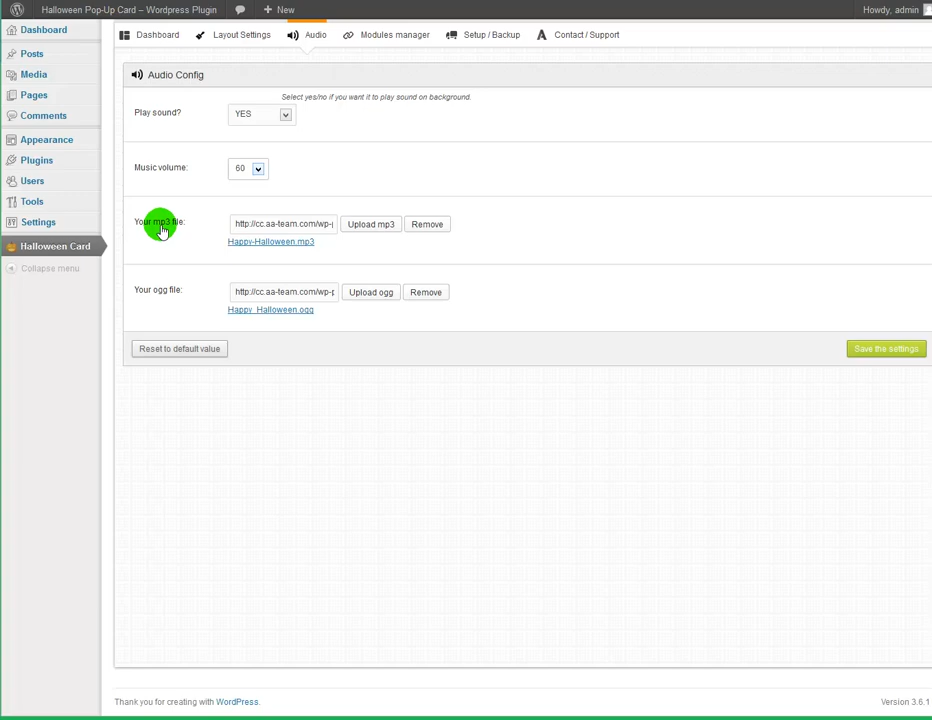 Halloween Pop-Up Card – Wordpress Plugin
New
Howdy, admin
Dashboard
Posts
Media
Pages
Comments
Appearance
Plugins
Users
Tools
Settings
Halloween Card
Collapse menu
Dashboard
Layout Settings
Audio
Modules manager
Setup / Backup
Contact / Support
Audio Config
Select yes/no if you want it to play sound on background.
Play sound?
YES
Music volume:
60
Your mp3 file:
http://cc.aa-team.com/wp-p
Upload mp3
Remove
Happy-Halloween.mp3
Your ogg file:
http://cc.aa-team.com/wp-p
Upload ogg
Remove
Happy_Halloween.ogg
Reset to default value
Save the settings
Thank you for creating with WordPress.
Version 3.6.1